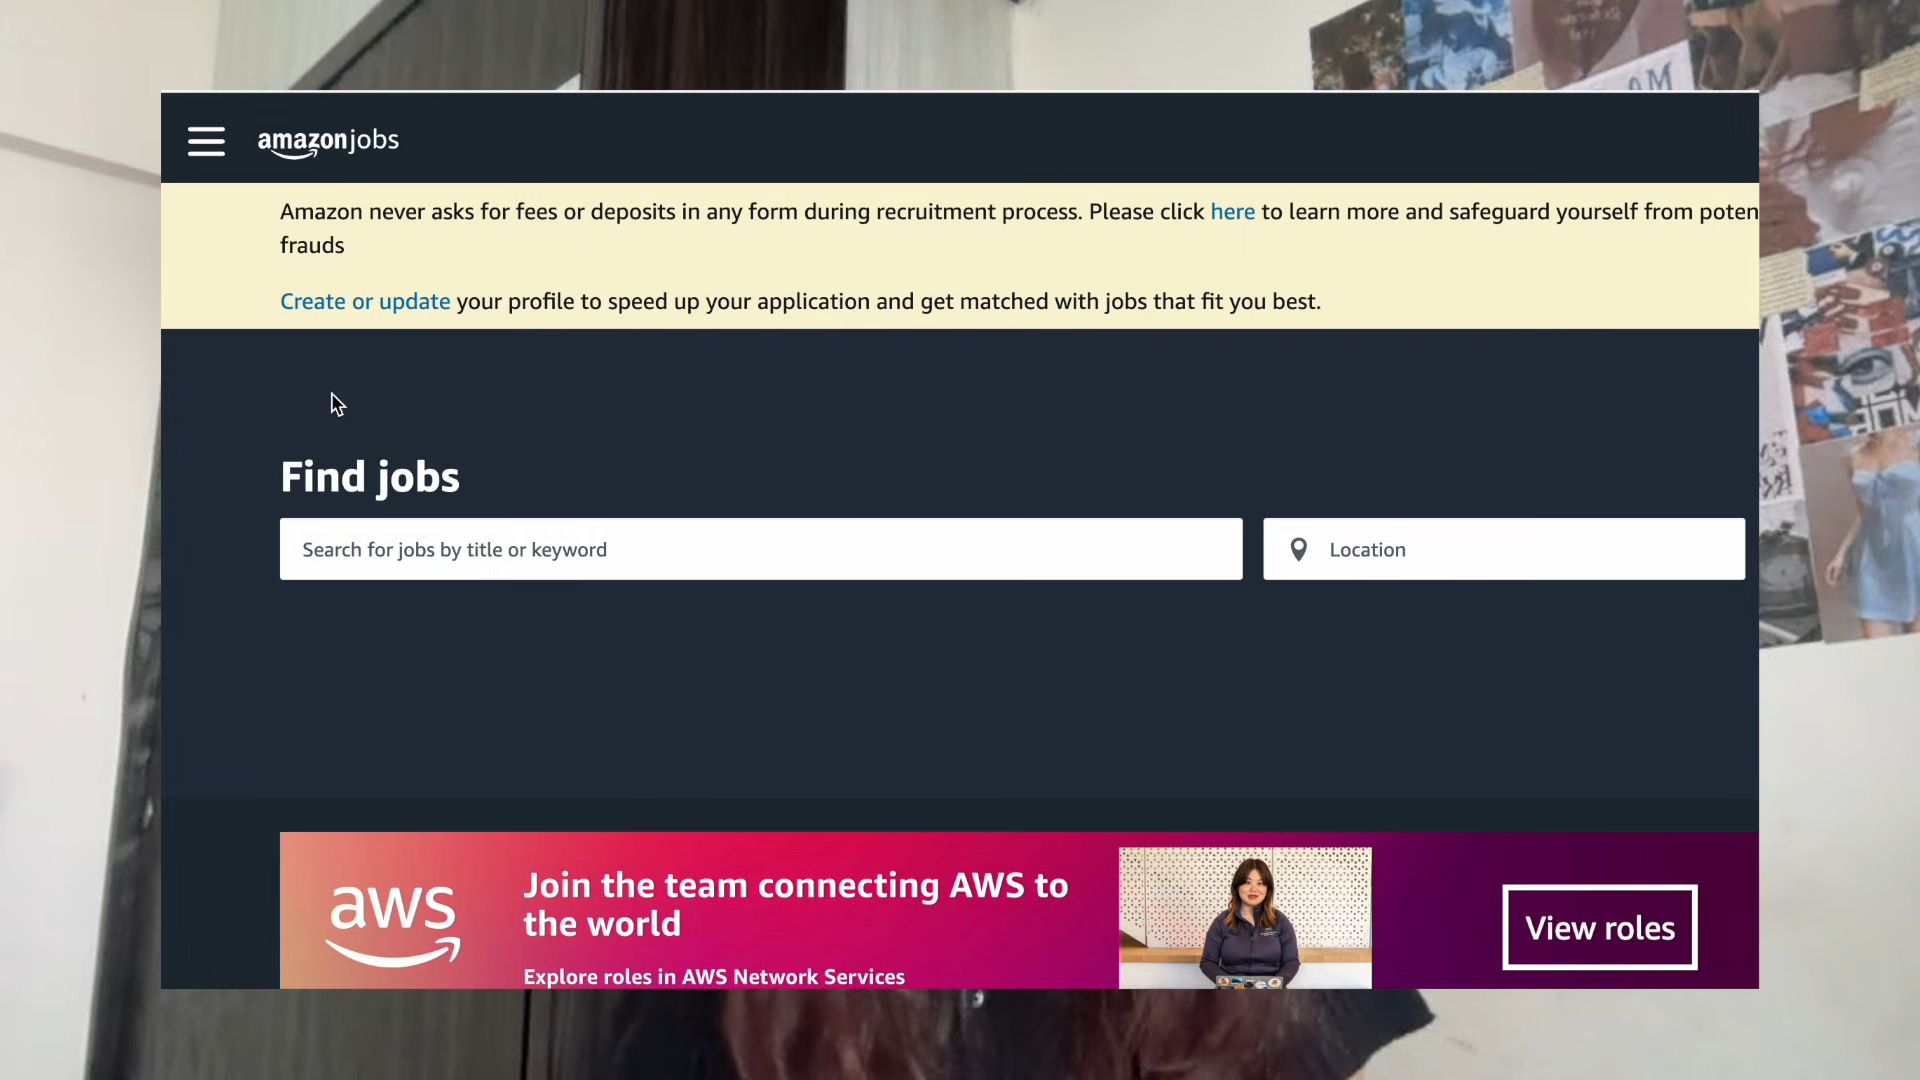 amazonjobs
Amazon never asks for fees or deposits in any form during recruitment process. Please click here to learn more and safeguard yourself from poten
frauds
Create or update your profile to speed up your application and get matched with jobs that fit you best.
Find jobs
Search for jobs by title or keyword
Location
aws
Join the team connecting AWS to
the world
Explore roles in AWS Network Services
View roles